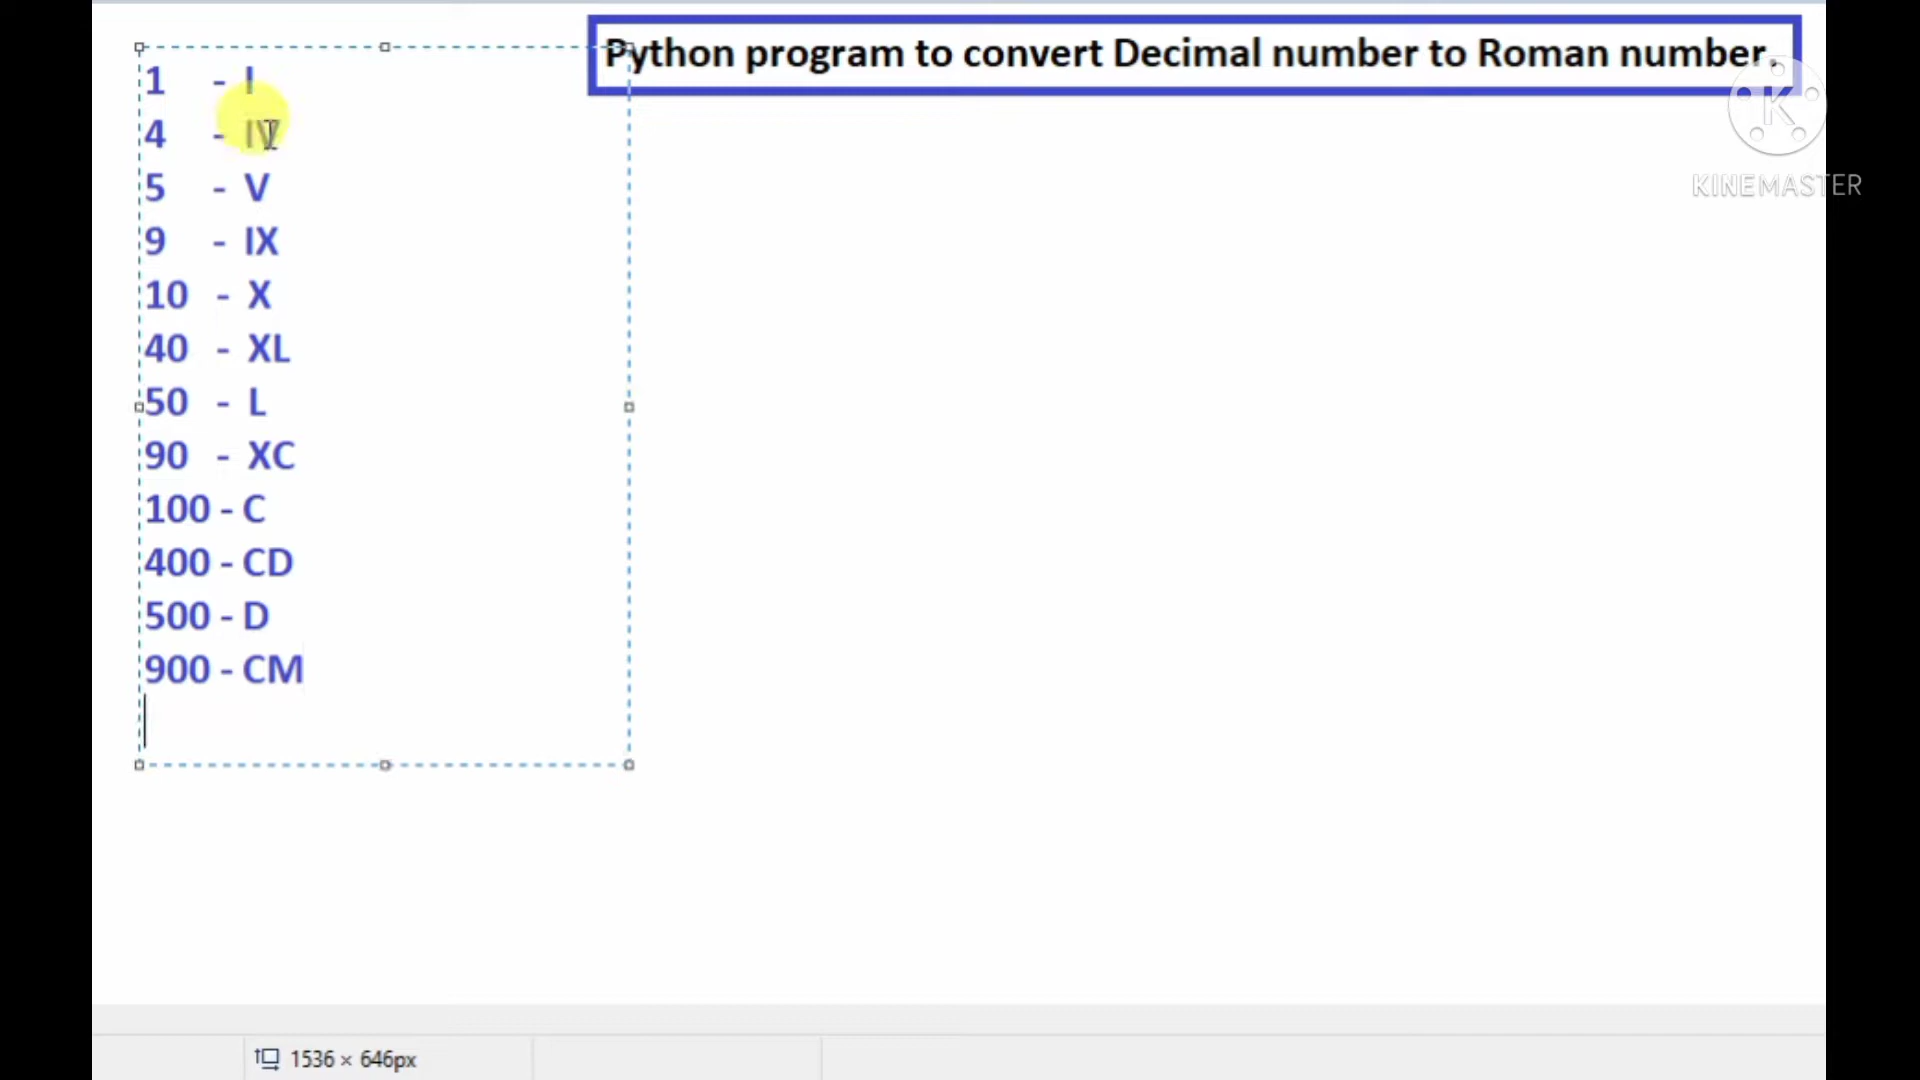 Python program to convert Decimal number to Roman number.
1 - I
4 - IV
5 - V
9 - IX
10 - X
40 - XL
50 - L
90 - XC
100 - C
400 - CD
500 - D
900 - CM
K
KINEMASTER
1536 × 646px